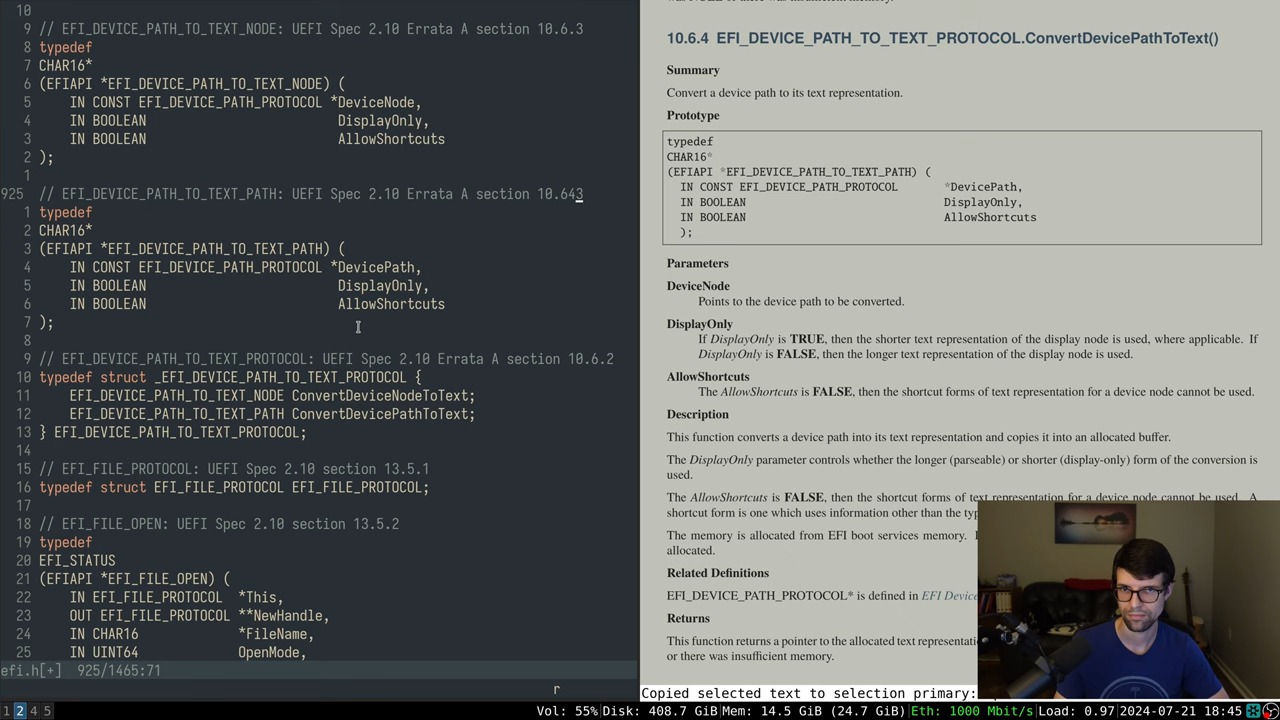 10
9 // EFI_DEVICE_PATH_TO_TEXT_NODE: UEFI Spec 2.10 Errata A section 10.6.3
8 typedef
7 CHAR16*
6 (EFIAPI *EFI_DEVICE_PATH_TO_TEXT_NODE) (
5 IN CONST EFI_DEVICE_PATH_PROTOCOL *DeviceNode,
4 IN BOOLEAN DisplayOnly,
3 IN BOOLEAN AllowShortcuts
2 );
1
925 // EFI_DEVICE_PATH_TO_TEXT_PATH: UEFI Spec 2.10 Errata A section 10.643
1 typedef
2 CHAR16*
3 (EFIAPI *EFI_DEVICE_PATH_TO_TEXT_PATH) (
4 IN CONST EFI_DEVICE_PATH_PROTOCOL *DevicePath,
5 IN BOOLEAN DisplayOnly,
6 IN BOOLEAN AllowShortcuts
7 );
8
9 // EFI_DEVICE_PATH_TO_TEXT_PROTOCOL: UEFI Spec 2.10 Errata A section 10.6.2
10 typedef struct _EFI_DEVICE_PATH_TO_TEXT_PROTOCOL {
11 EFI_DEVICE_PATH_TO_TEXT_NODE ConvertDeviceNodeToText;
12 EFI_DEVICE_PATH_TO_TEXT_PATH ConvertDevicePathToText;
13 } EFI_DEVICE_PATH_TO_TEXT_PROTOCOL;
14
15 // EFI_FILE_PROTOCOL: UEFI Spec 2.10 section 13.5.1
16 typedef struct EFI_FILE_PROTOCOL EFI_FILE_PROTOCOL;
17
18 // EFI_FILE_OPEN: UEFI Spec 2.10 section 13.5.2
19 typedef
20 EFI_STATUS
21 (EFIAPI *EFI_FILE_OPEN) (
22 IN EFI_FILE_PROTOCOL *This,
23 OUT EFI_FILE_PROTOCOL **NewHandle,
24 IN CHAR16 *FileName,
25 IN UINT64 OpenMode,
efi.h[+] 925/1465:71
r
10.6.4 EFI_DEVICE_PATH_TO_TEXT_PROTOCOL.ConvertDevicePathToText()
Summary
Convert a device path to its text representation.
Prototype
typedef
CHAR16*
(EFIAPI *EFI_DEVICE_PATH_TO_TEXT_PATH) (
IN CONST EFI_DEVICE_PATH_PROTOCOL *DevicePath,
IN BOOLEAN DisplayOnly,
IN BOOLEAN AllowShortcuts
);
Parameters
DeviceNode
Points to the device path to be converted.
DisplayOnly
If DisplayOnly is TRUE, then the shorter text representation of the display node is used, where applicable. If
DisplayOnly is FALSE, then the longer text representation of the display node is used.
AllowShortcuts
The AllowShortcuts is FALSE, then the shortcut forms of text representation for a device node cannot be used.
Description
This function converts a device path into its text representation and copies it into an allocated buffer.
The DisplayOnly parameter controls whether the longer (parseable) or shorter (display-only) form of the conversion is
used.
The AllowShortcuts is FALSE, then the shortcut forms of text representation for a device node cannot be used. A
shortcut form is one which uses information other than the
The memory is allocated from EFI boot services memory.
allocated.
Related Definitions
EFI_DEVICE_PATH_PROTOCOL* is defined in EFI
Returns
This function returns a pointer to the allocated text
or there was insufficient memory.
Copied selected text to selection primary:
1 2 4 5 Vol: 55%|Disk: 408.7 GiB|Mem: 14.5 GiB (24.7 GiB)|Eth: 1000 Mbit/s|Load: 0.97|2024-07-21 18:45